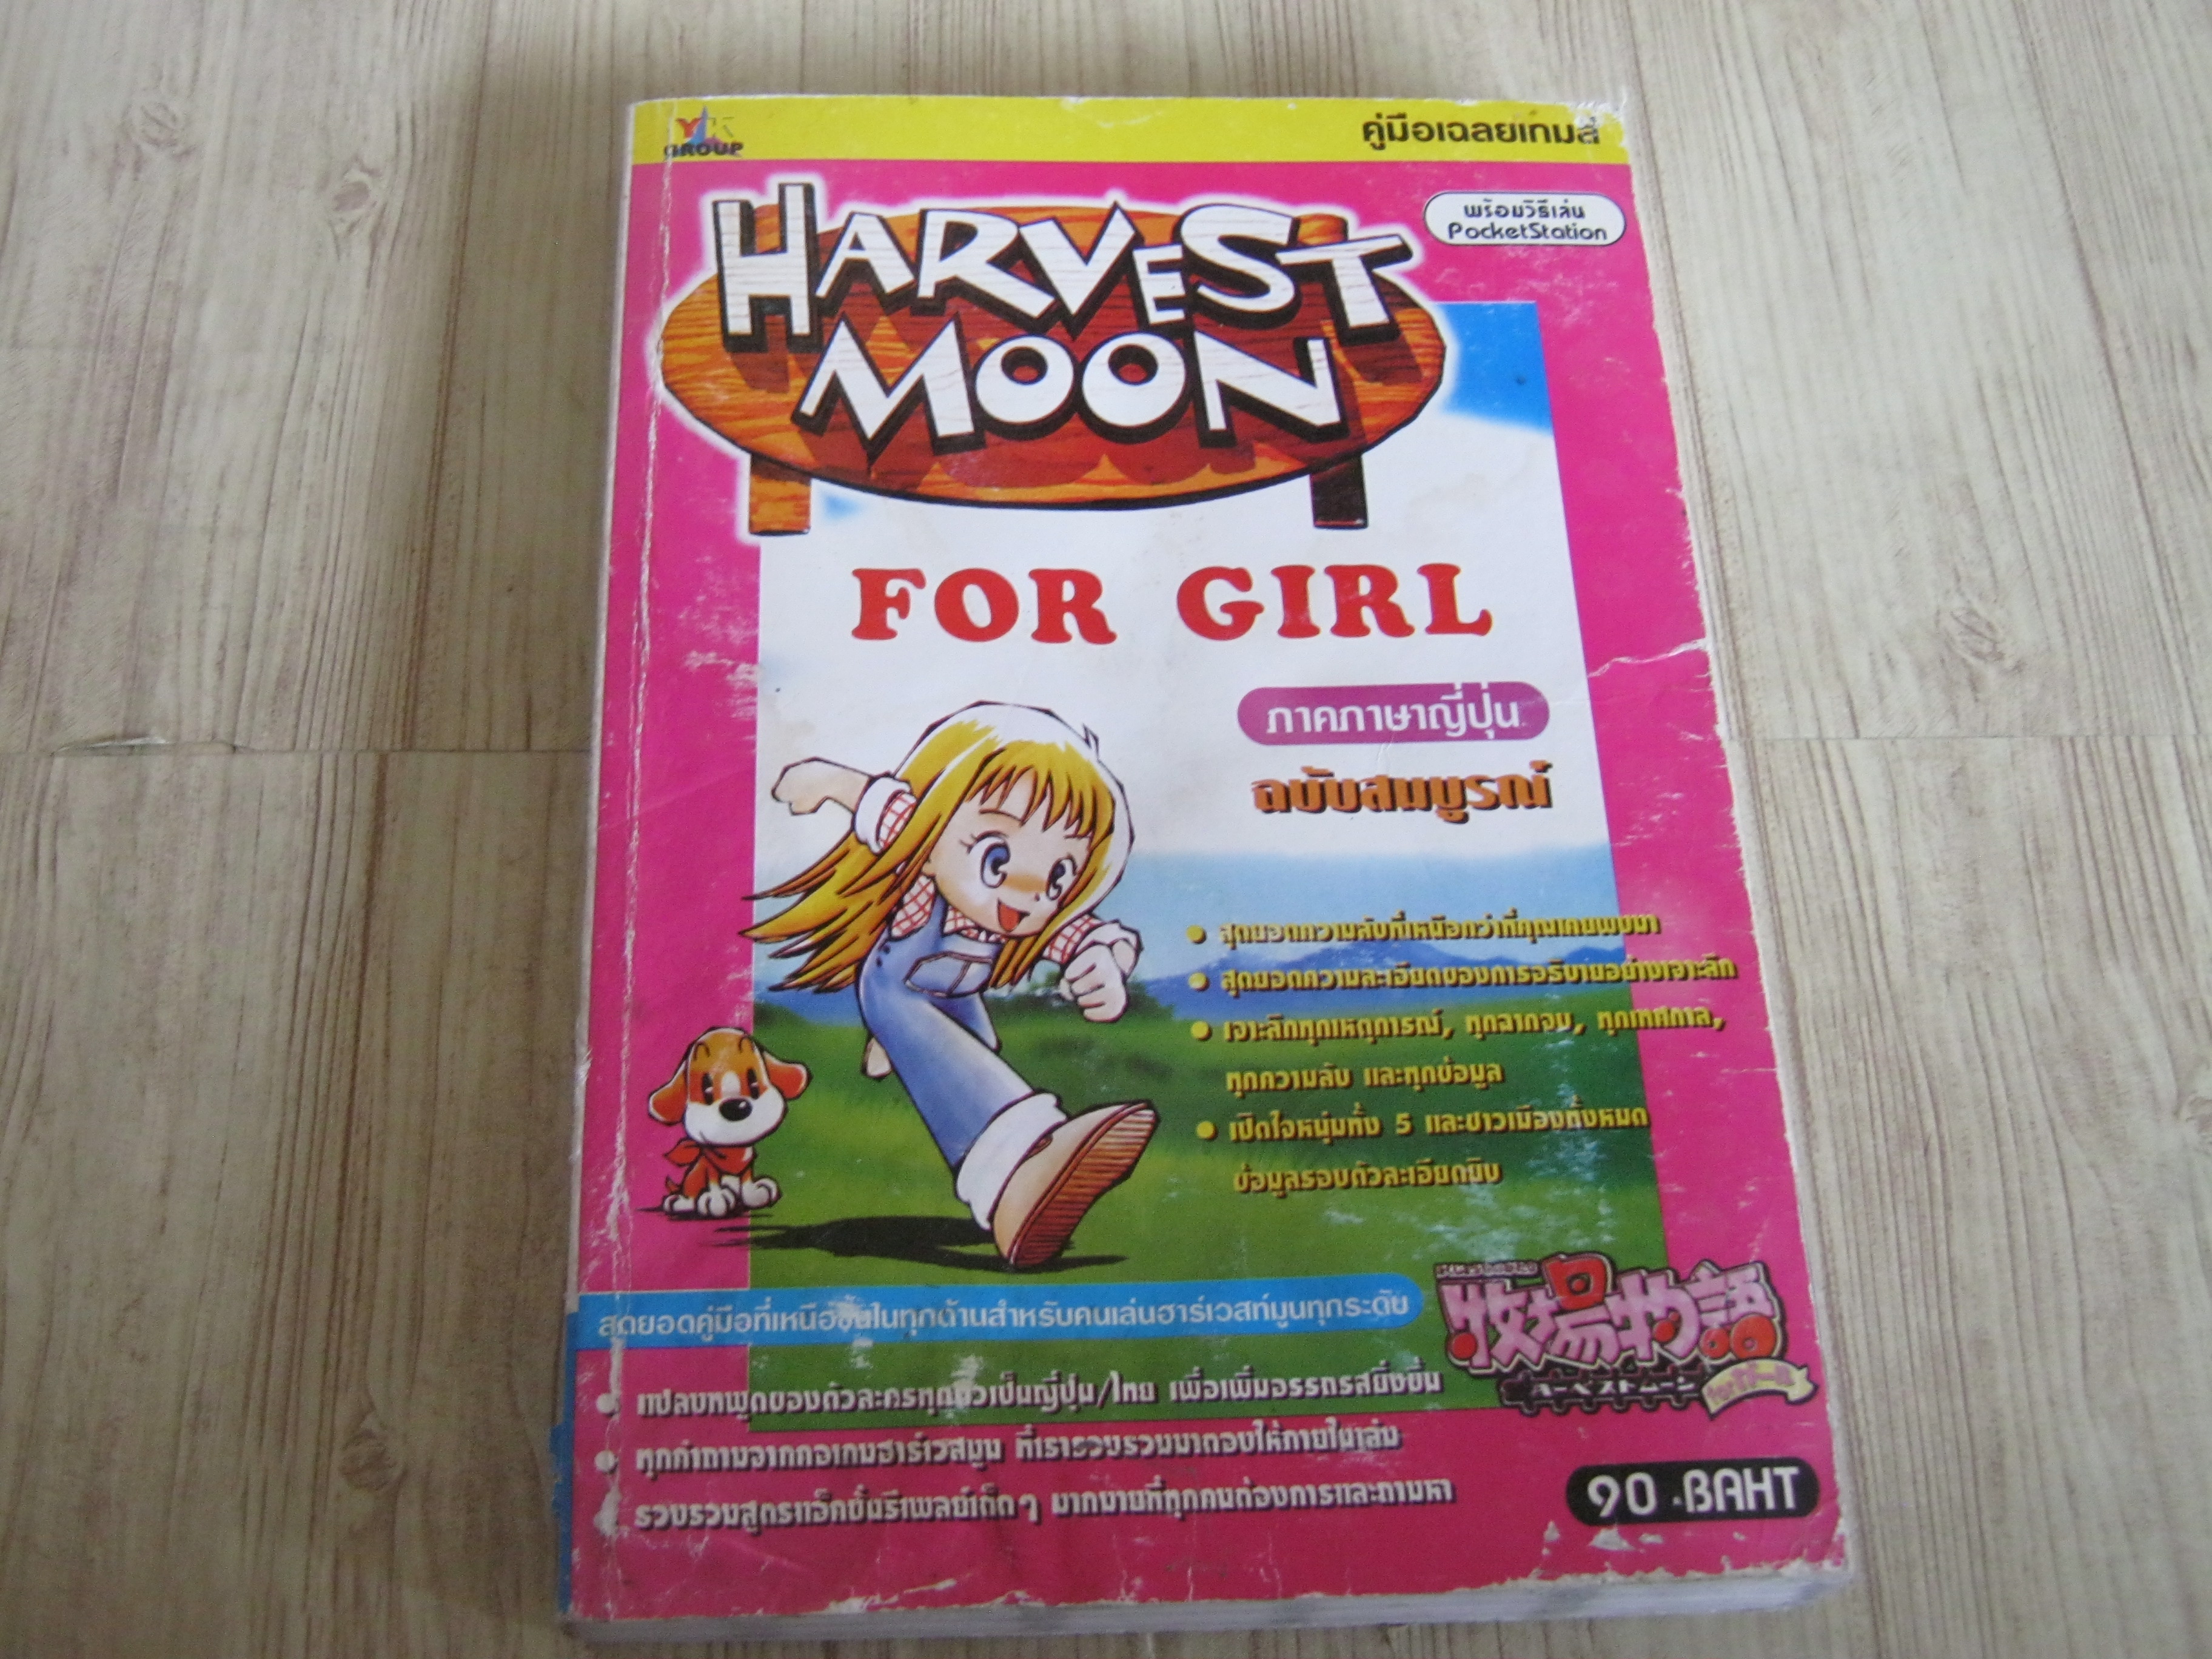 YK
GROUP
คู่มือเฉลยเกมส์
พร้อมวิธีเล่น
PocketStation
HARVEST
MOON
FOR GIRL
ภาคภาษาญี่ปุ่น
ฉบับสมบูรณ์
สุดยอดความลับที่เหนือกว่าที่คุณเคยพบมา
สุดยอดความละเอียดของการอธิบายอย่างเจาะลึก
เจาะลึกทุกเหตุการณ์, ทุกฉากจบ, ทุกเทศกาล,
ทุกความลับ และทุกข้อมูล
เปิดใจหนุ่มทั้ง 5 และชาวเมืองทั้งหมด
ข้อมูลรอบตัวละเอียดยิบ
สุดยอดคู่มือที่เหนือชั้นในทุกด้านสำหรับคนเล่นฮาร์เวสท์มูนทุกระดับ
牧場物語
ハーベストムーン
แปลบทพูดของตัวละครทุกตัวเป็นญี่ปุ่น/ไทย เพื่อเพิ่มอรรถรสยิ่งขึ้น
ทุกคำถามจากคอเกมฮาร์เวสมูน ที่เรารวบรวมมาตอบให้ภายในเล่ม
รวบรวมสูตรแอ็คชั่นรีเพลย์เด็ดๆ มากมายที่ทุกคนต้องการและถามหา
90 BAHT